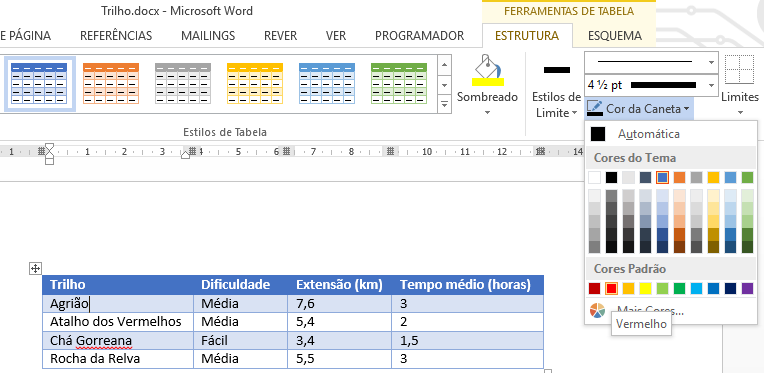 Trilho.docx - Microsoft Word
FERRAMENTAS DE TABELA
E PÁGINA REFERÊNCIAS MAILINGS REVER VER PROGRAMADOR ESTRUTURA ESQUEMA
4 ½ pt
Sombreado Estilos de Limite Cor da Caneta Limites
Estilos de Tabela
Automática
1 1 2 3 4 5 6 7 8 9 10 11 12 13 14
Cores do Tema
Cores Padrão
Mais Cores...
Vermelho
Trilho Dificuldade Extensão (km) Tempo médio (horas)
Agrião Média 7,6 3
Atalho dos Vermelhos Média 5,4 2
Chá Gorreana Fácil 3,4 1,5
Rocha da Relva Média 5,5 3